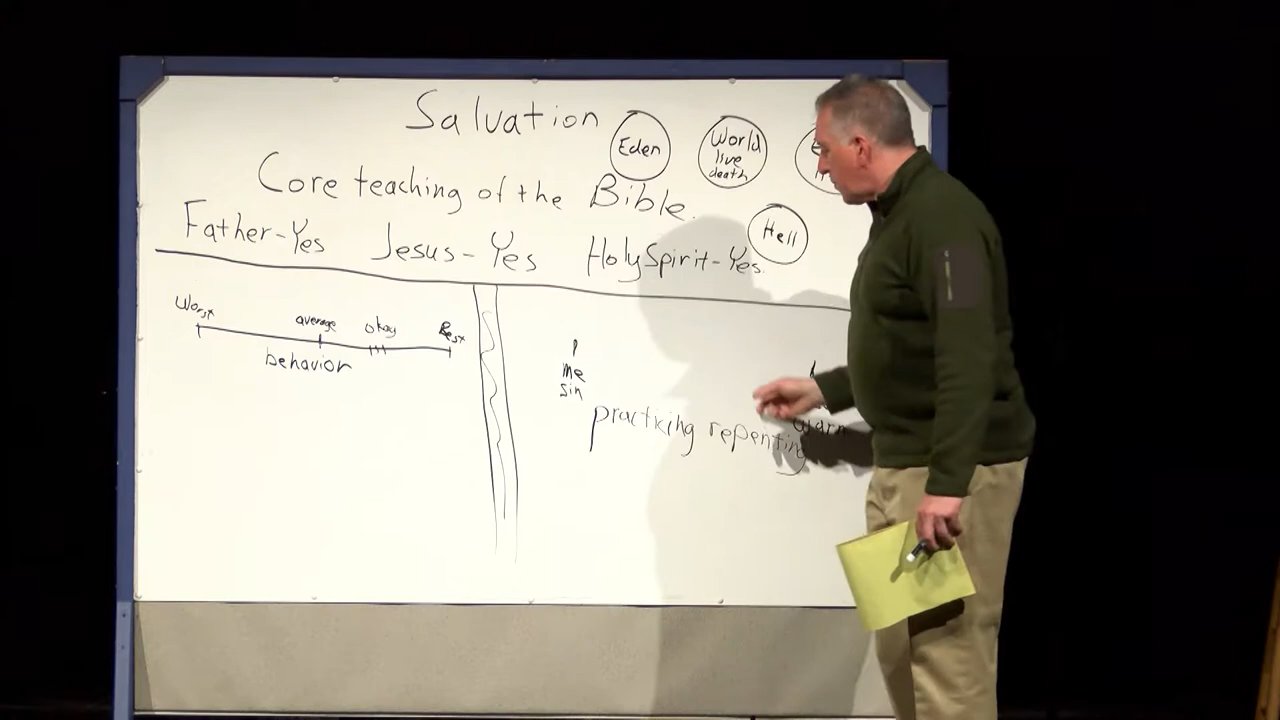 Salvation
Eden
World
live
death
Core teaching of the Bible.
Hell
Father-Yes Jesus-Yes Holy Spirit-Yes.
Worst average okay Best
behavior
me
sin
practicing repenting